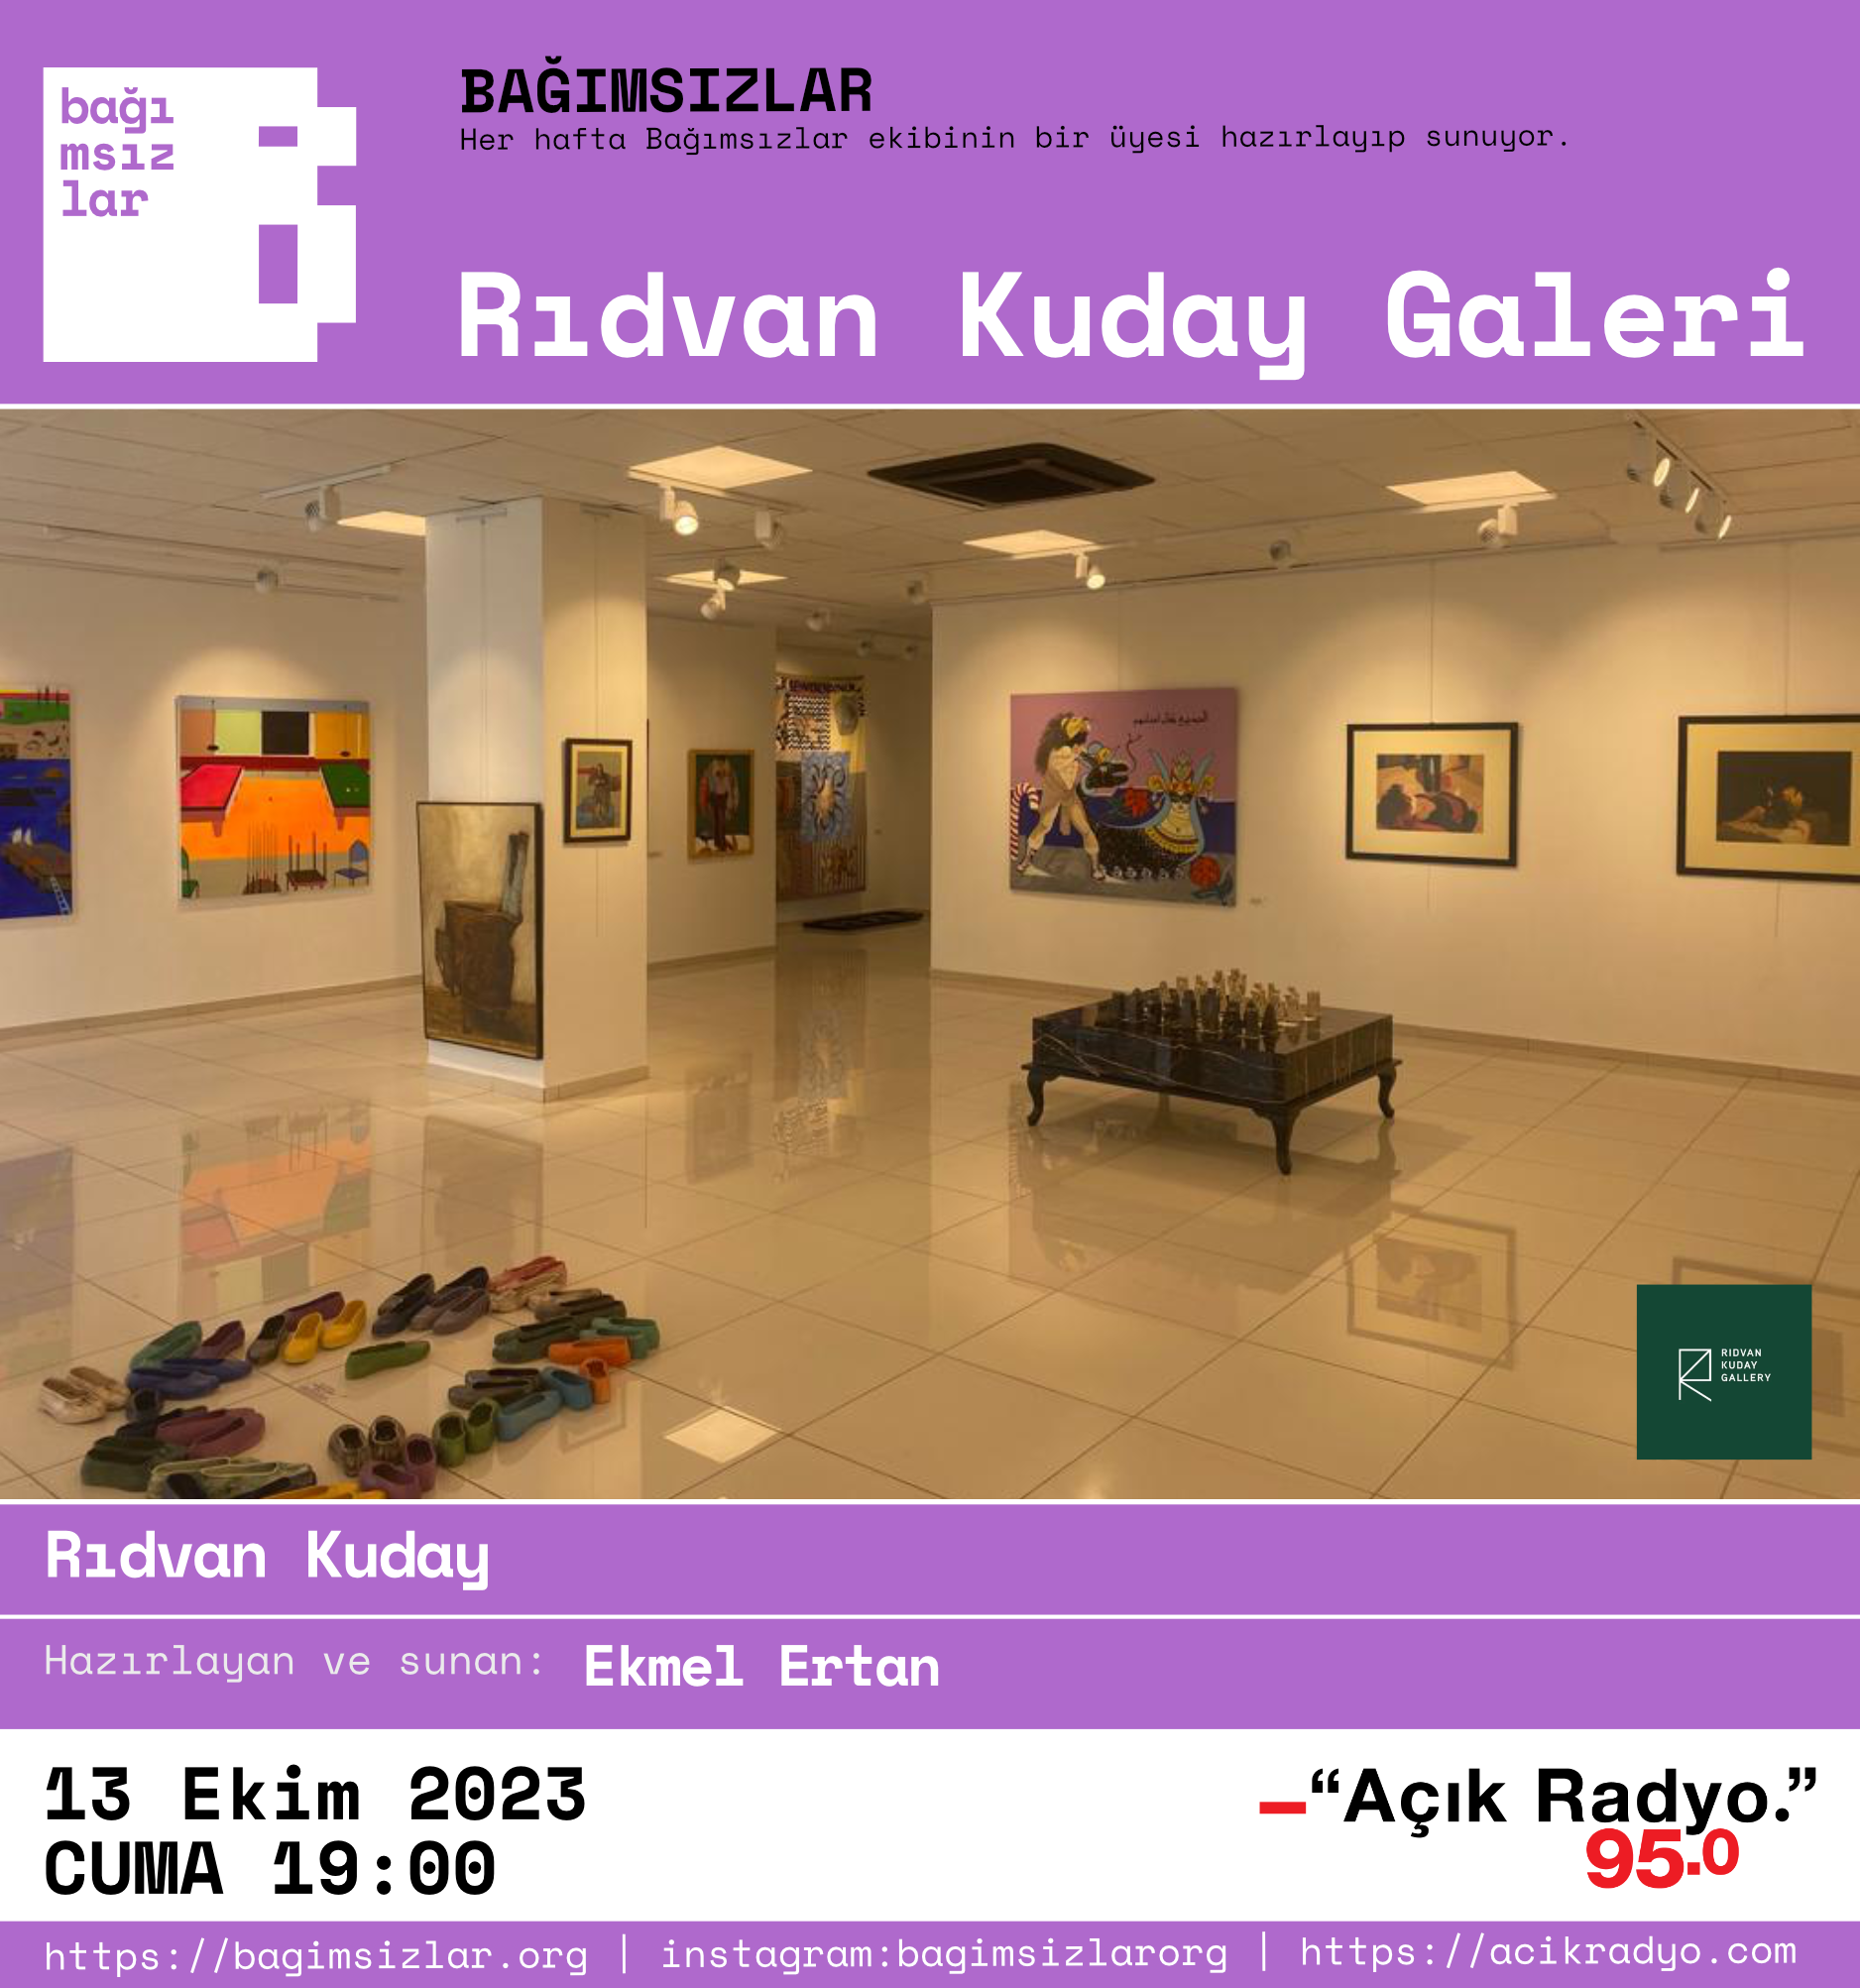 bağı
msız
lar
BAĞIMSIZLAR
Her hafta Bağımsızlar ekibinin bir üyesi hazırlayıp sunuyor.
Rıdvan Kuday Galeri
RIDVAN
KUDAY
GALLERY
Rıdvan Kuday
Hazırlayan ve sunan: Ekmel Ertan
13 Ekim 2023
CUMA 19:00
“Açık Radyo.”
95.0
https://bagimsizlar.org | instagram:bagimsizlarorg | https://acikradyo.com